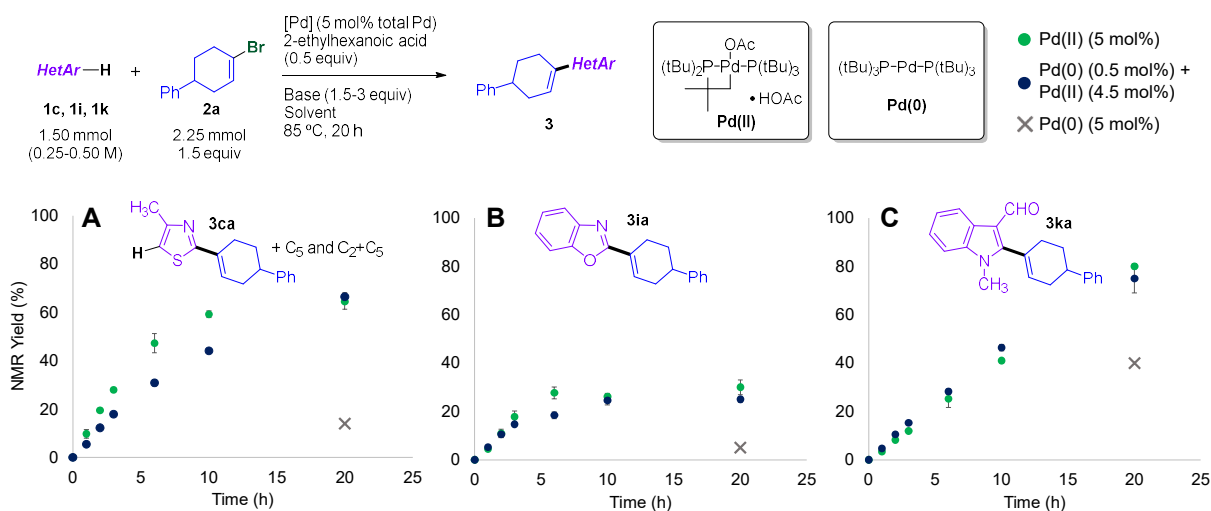 HetAr—H
1c, 1i, 1k
1.50 mmol
(0.25-0.50 M)
+
Br
Ph
2a
2.25 mmol
1.5 equiv
[Pd] (5 mol% total Pd)
2-ethylhexanoic acid
(0.5 equiv)
Base (1.5-3 equiv)
Solvent
85 ºC, 20 h
HetAr
Ph
3
OAc
(tBu)2P-Pd-P(tBu)3
• HOAc
Pd(II)
(tBu)3P-Pd-P(tBu)3
Pd(0)
Pd(II) (5 mol%)
Pd(0) (0.5 mol%) +
Pd(II) (4.5 mol%)
Pd(0) (5 mol%)
A
H3C
3ca
N
H
S
+ C5 and C2+C5
Ph
NMR Yield (%)
100
80
60
40
20
0
0 5 10 15 20 25
Time (h)
B
3ia
N
O
Ph
100
80
60
40
20
0
0 5 10 15 20 25
Time (h)
C
CHO
3ka
N
CH3
Ph
100
80
60
40
20
0
0 5 10 15 20 25
Time (h)